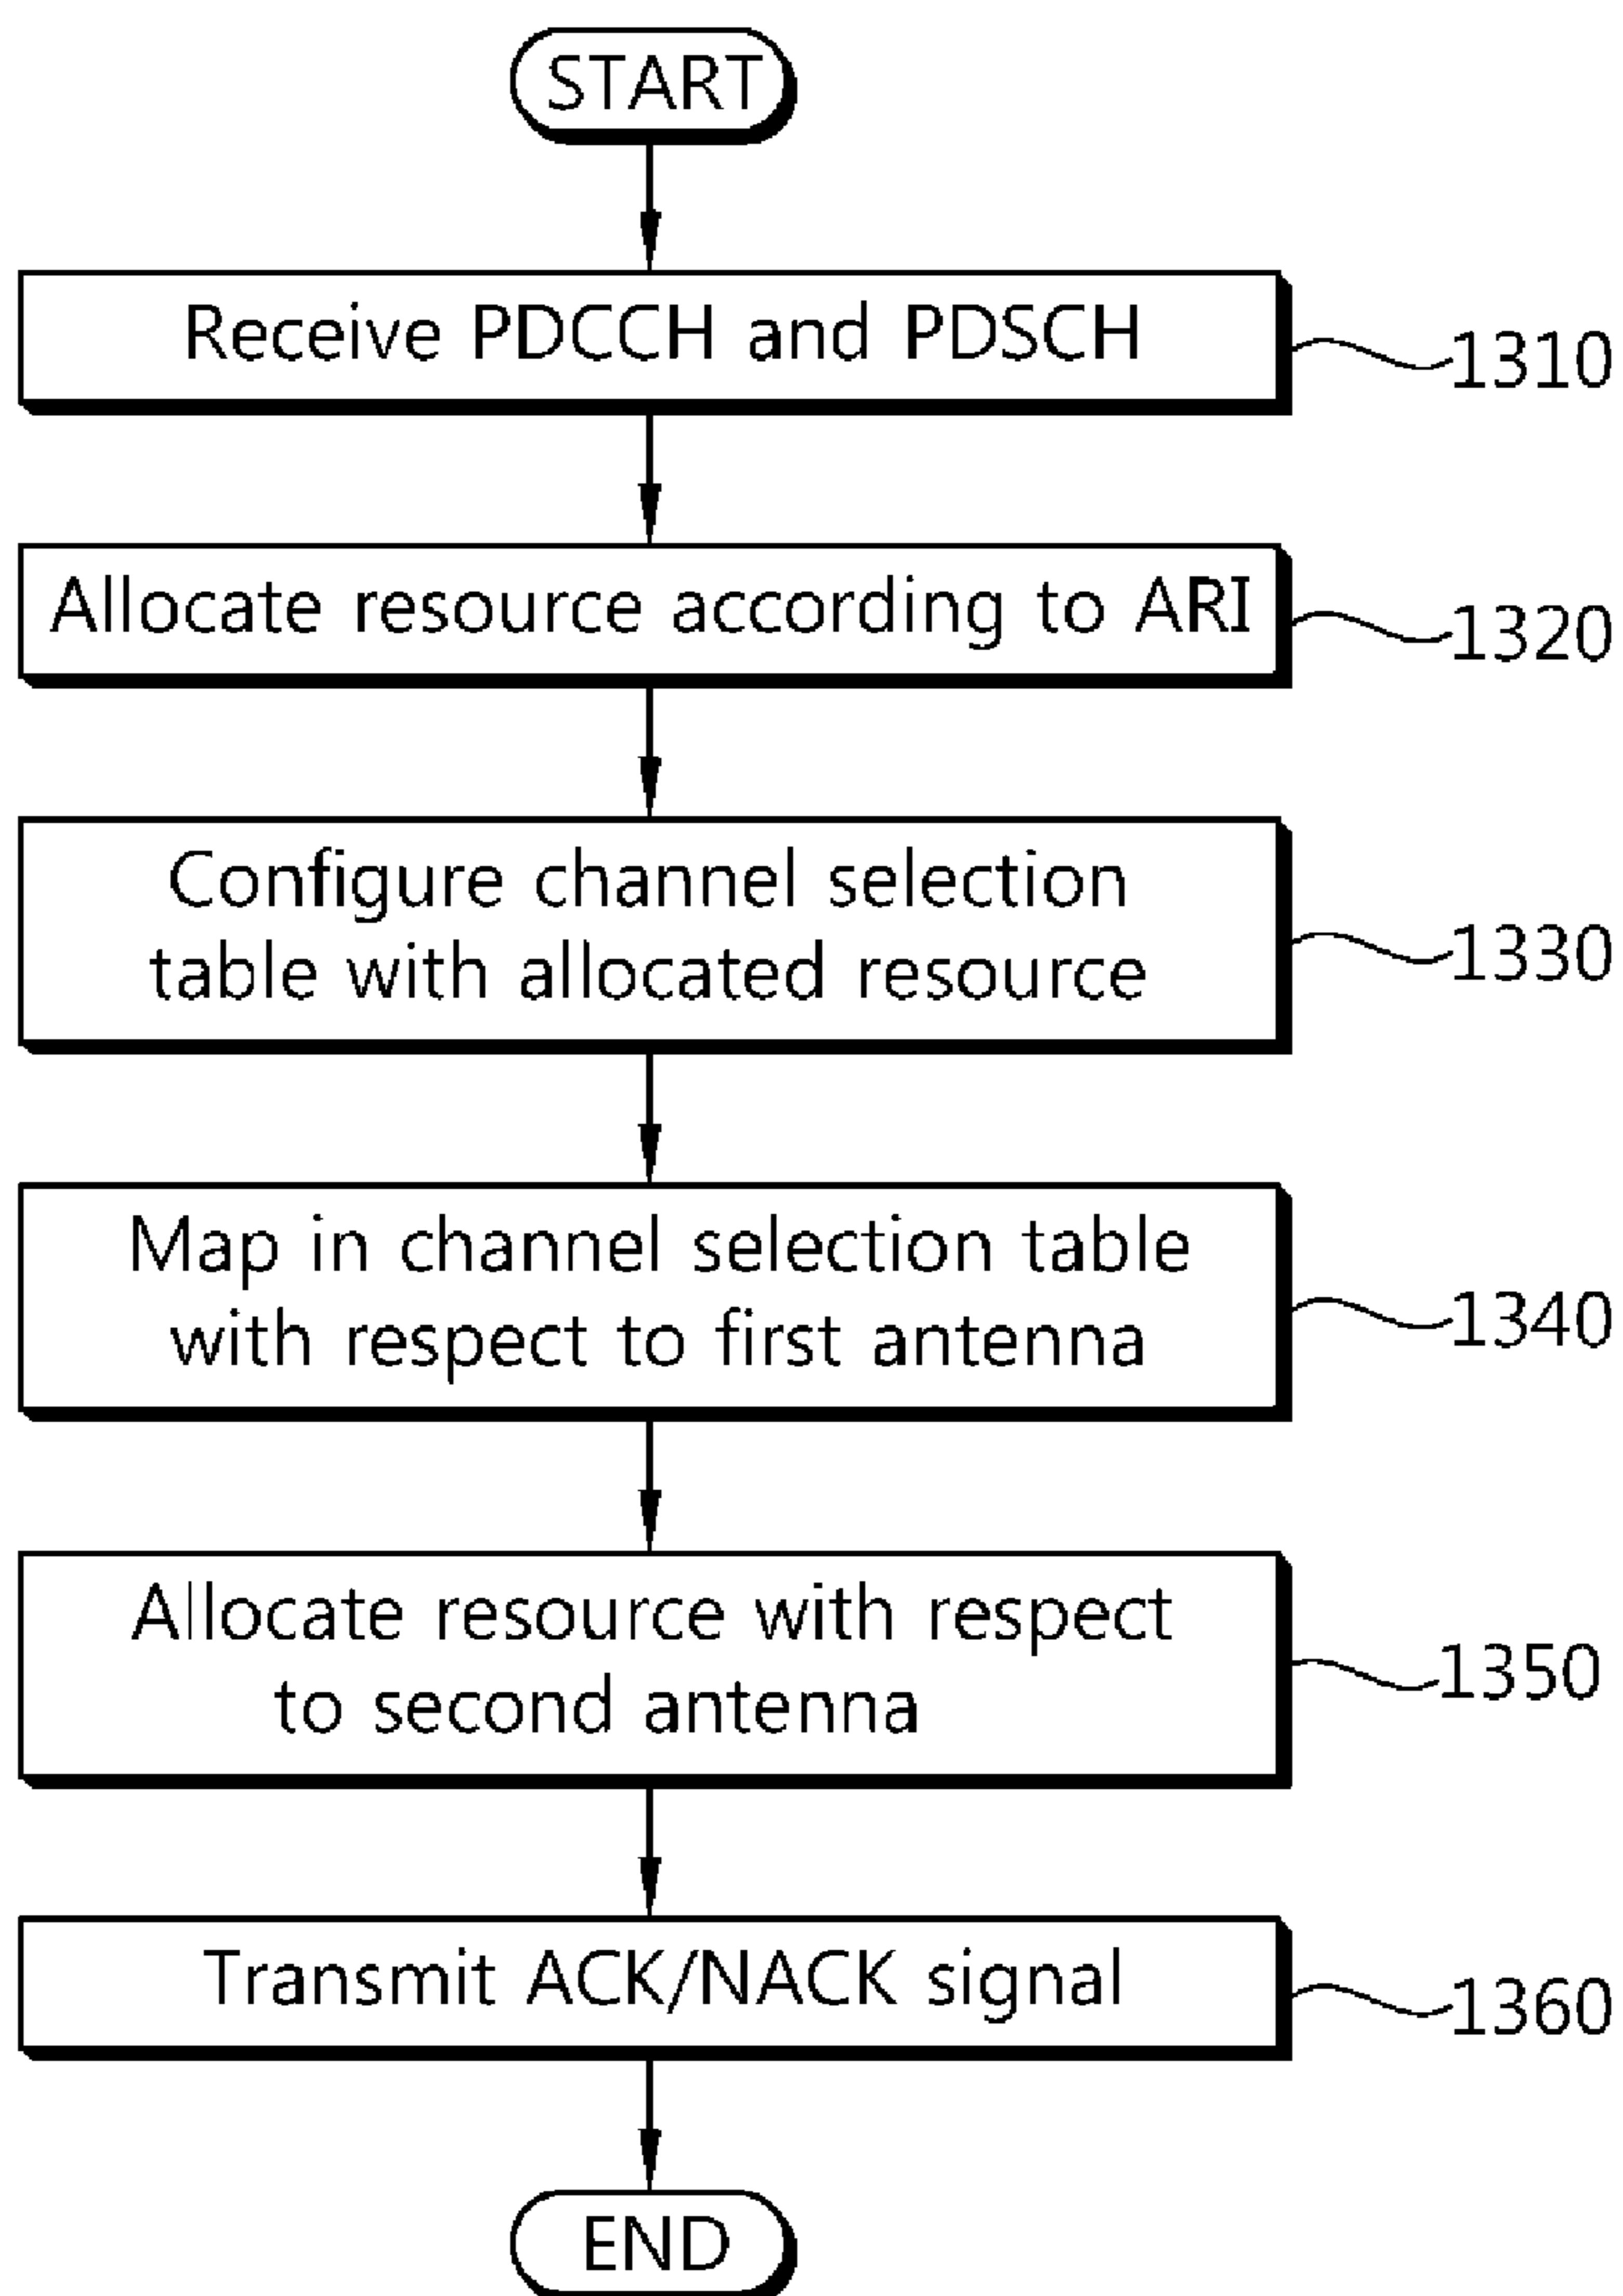 START
Receive PDCCH and PDSCH
1310
Allocate resource according to ARI
1320
Configure channel selection
table with allocated resource
1330
Map in channel selection table
with respect to first antenna
1340
Allocate resource with respect
to second antenna
1350
Transmit ACK/NACK signal
1360
END